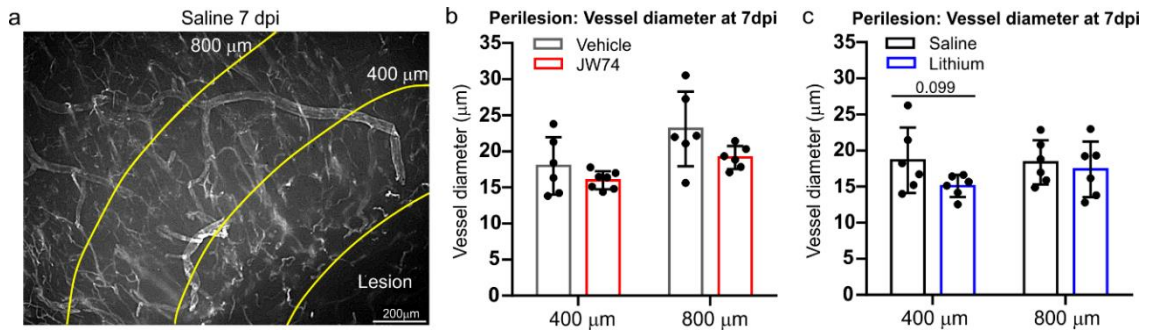 a
Saline 7 dpi
800 μm
400 μm
Lesion
200μm
b
Perilesion: Vessel diameter at 7dpi
Vessel diameter (μm)
35
30
25
20
15
10
5
0
Vehicle
JW74
400 μm
800 μm
c
Perilesion: Vessel diameter at 7dpi
Vessel diameter (μm)
35
30
25
20
15
10
5
0
Saline
Lithium
0.099
400 μm
800 μm